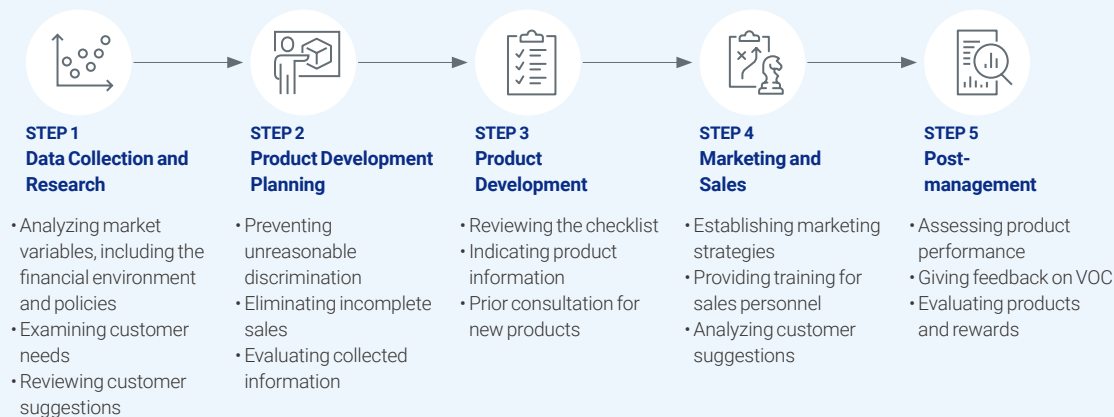 STEP 1
Data Collection and
Research
• Analyzing market
variables, including the
financial environment
and policies
• Examining customer
needs
• Reviewing customer
suggestions
STEP 2
Product Development
Planning
• Preventing
unreasonable
discrimination
• Eliminating incomplete
sales
• Evaluating collected
information
STEP 3
Product
Development
• Reviewing the checklist
• Indicating product
information
• Prior consultation for
new products
STEP 4
Marketing and
Sales
• Establishing marketing
strategies
• Providing training for
sales personnel
• Analyzing customer
suggestions
STEP 5
Post-
management
• Assessing product
performance
• Giving feedback on VOC
• Evaluating products
and rewards